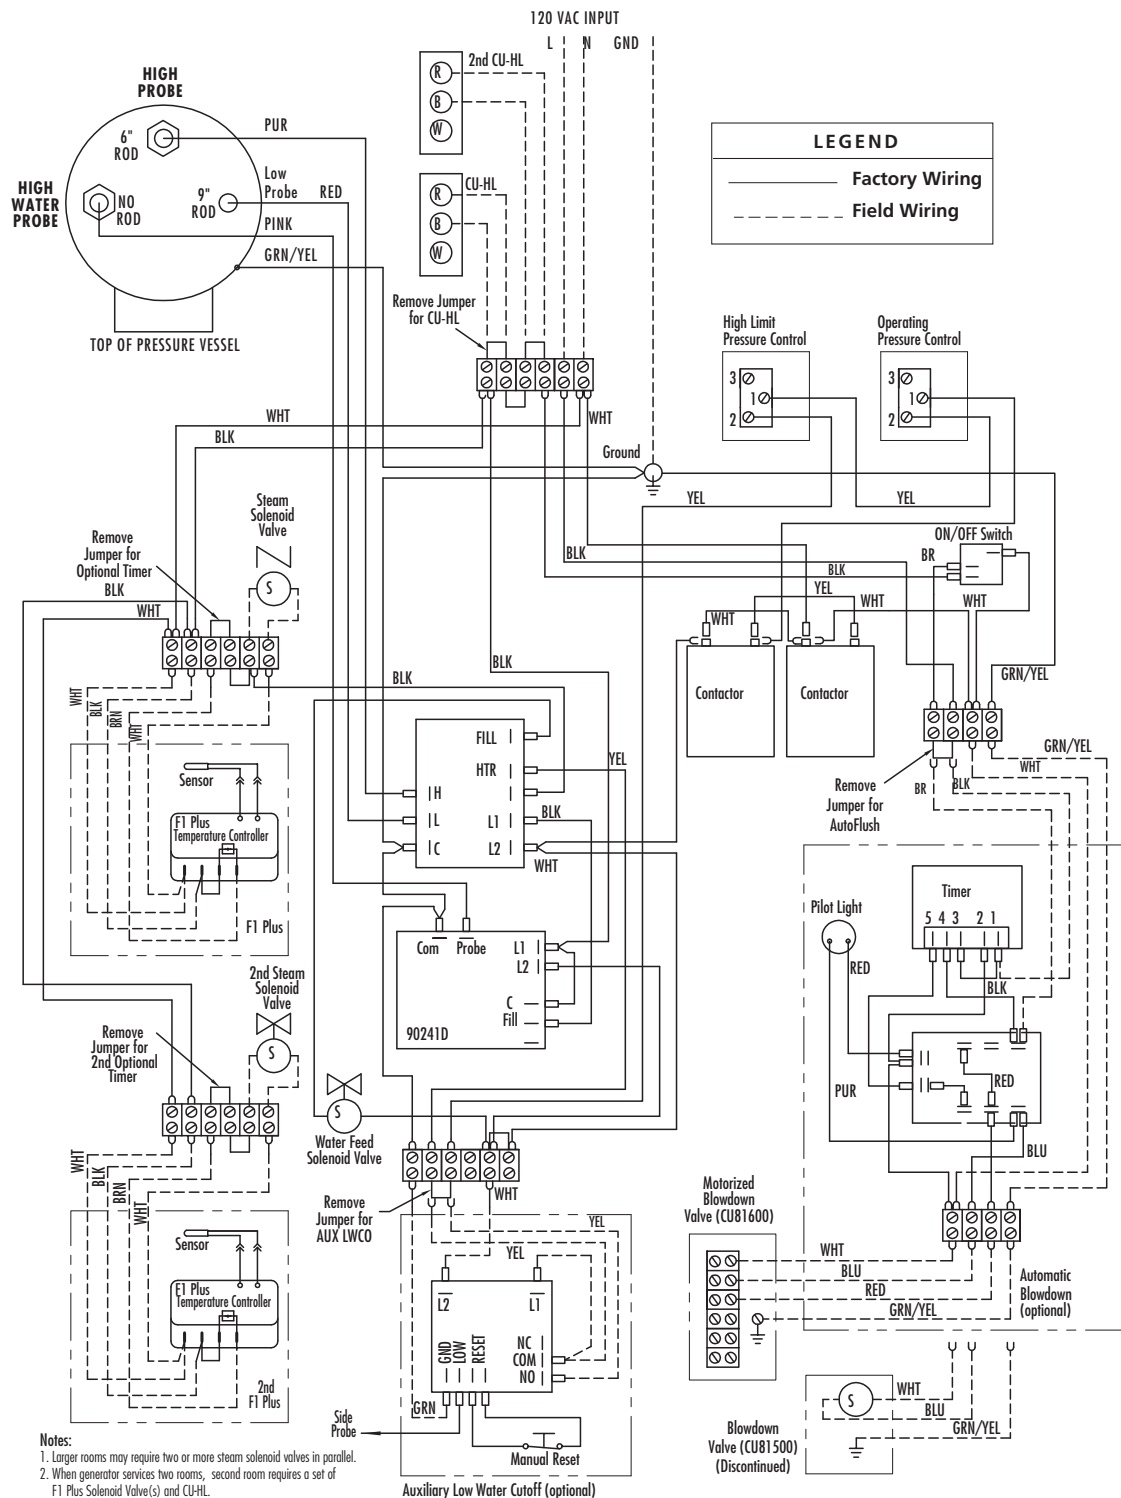 120 VAC INPUT
L N GND
2nd CU-HL
R
B
W
CU-HL
R
B
W
HIGH
PROBE
6"
ROD
PUR
HIGH
WATER
PROBE
NO
ROD
9"
ROD
Low
Probe
RED
PINK
GRN/YEL
TOP OF PRESSURE VESSEL
LEGEND
Factory Wiring
Field Wiring
Remove Jumper
for CU-HL
High Limit
Pressure Control
3
1
2
Operating
Pressure Control
3
1
2
WHT
BLK
WHT
Ground
YEL
YEL
Steam
Solenoid
Valve
S
Remove
Jumper for
Optional Timer
BLK
WHT
BLK
BLK
ON/OFF Switch
BR
YEL
WHT
WHT
WHT
Contactor
Contactor
GRN/YEL
BLK
BLK
WHT
BLK
BRN
WHT
Sensor
F1 Plus
Temperature Controller
F1 Plus
FILL
HTR
H
L
C
L1
L2
YEL
BLK
WHT
GRN/YEL
WHT
BR
BLK
Remove
Jumper for
AutoFlush
Com
Probe
L1
L2
C
Fill
90241D
Timer
5 4 3 2 1
Pilot Light
RED
BLK
RED
PUR
BLU
2nd Steam
Solenoid
Valve
S
Remove
Jumper for
2nd Optional
Timer
S
Water Feed
Solenoid Valve
WHT
BLK
BRN
WHT
Sensor
F1 Plus
Temperature Controller
2nd
F1 Plus
Remove
Jumper for
AUX LWCO
WHT
YEL
YEL
L2
L1
GND
LOW
RESET
NC
COM
NO
GRN
Side
Probe
Manual Reset
Auxiliary Low Water Cutoff (optional)
Motorized
Blowdown
Valve (CU81600)
WHT
BLU
RED
GRN/YEL
Automatic
Blowdown
(optional)
S
WHT
BLU
GRN/YEL
Blowdown
Valve (CU81500)
(Discontinued)
Notes:
1. Larger rooms may require two or more steam solenoid valves in parallel.
2. When generator services two rooms, second room requires a set of
F1 Plus Solenoid Valve(s) and CU-HL.